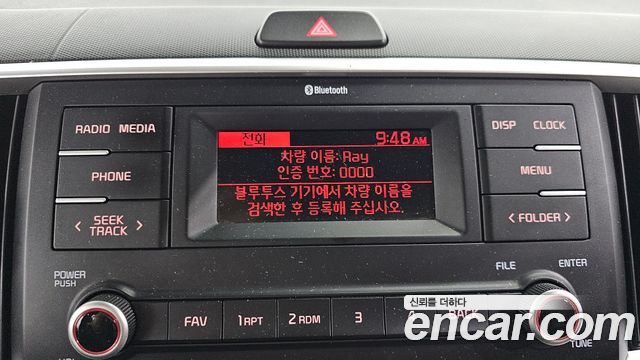 Bluetooth
RADIO MEDIA
전화 9:48 AM
DISP CLOCK
차량 이름: Ray
인증 번호: 0000
PHONE
MENU
블루투스 기기에서 차량 이름을
검색한 후 등록해 주십시오.
< SEEK TRACK >
< FOLDER >
POWER
PUSH
FILE
ENTER
FAV
1 RPT
2 RDM
3
4
BACK
신뢰를 더하다
encar.com
VOL
TUNE